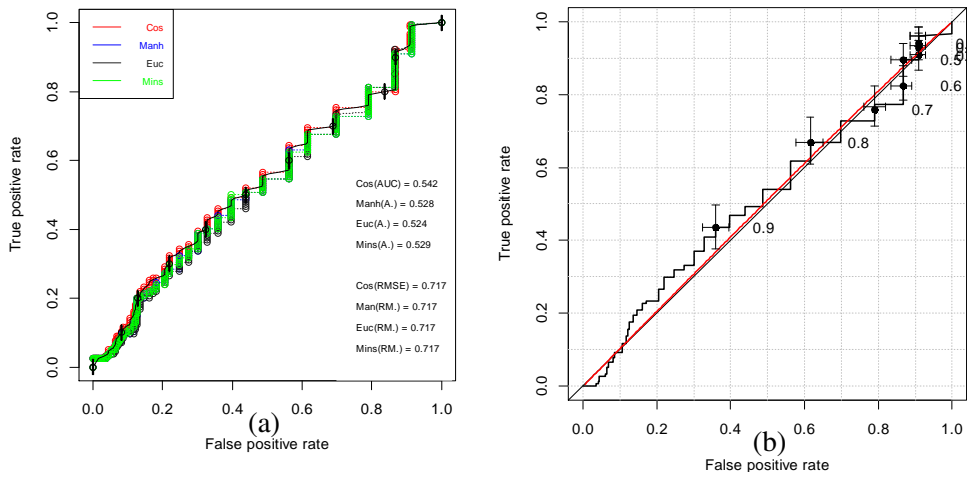 Cos
Manh
Euc
Mins
1.0
0.8
0.6
0.4
0.2
0.0
True positive rate
Cos(AUC) = 0.542
Manh(A.) = 0.528
Euc(A.) = 0.524
Mins(A.) = 0.529
Cos(RMSE) = 0.717
Man(RM.) = 0.717
Euc(RM.) = 0.717
Mins(RM.) = 0.717
0.0 0.2 0.4 0.6 0.8 1.0
(a)
False positive rate
1.0
0.8
0.6
0.4
0.2
0.0
True positive rate
0.5
0.6
0.7
0.8
0.9
0.0 0.2 0.4 0.6 0.8 1.0
(b)
False positive rate